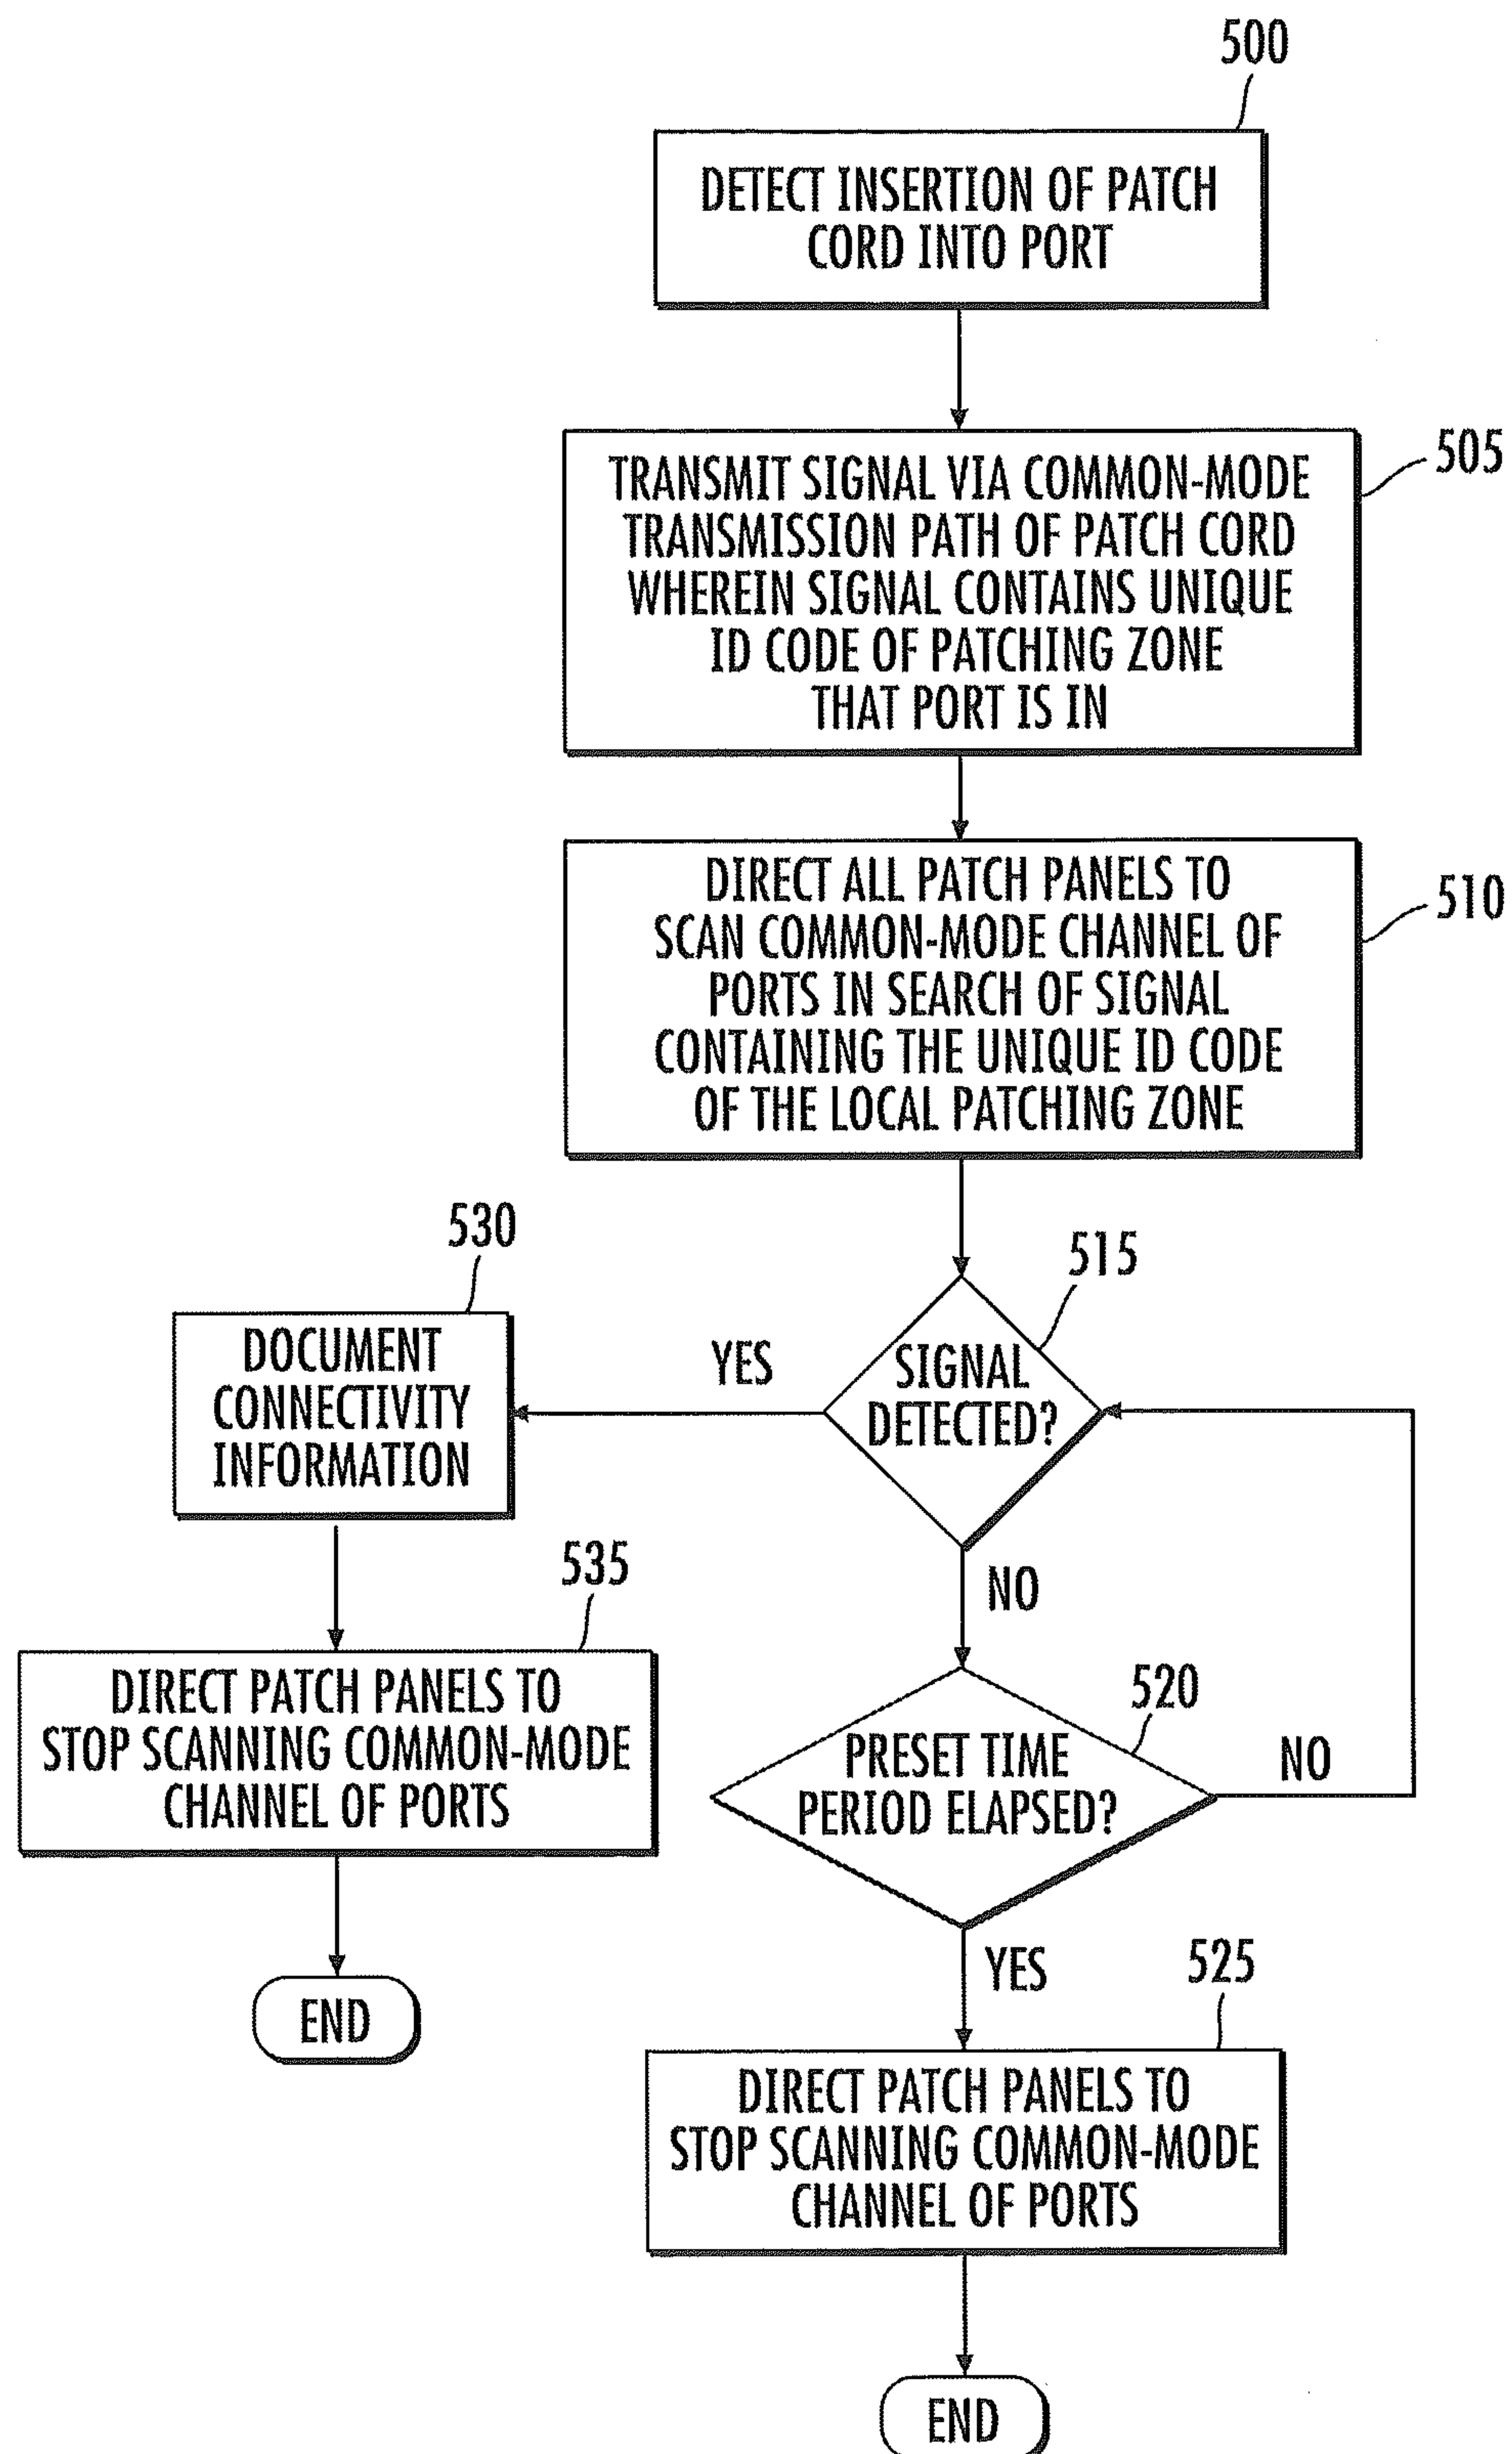 500
DETECT INSERTION OF PATCH
CORD INTO PORT
505
TRANSMIT SIGNAL VIA COMMON-MODE
TRANSMISSION PATH OF PATCH CORD
WHEREIN SIGNAL CONTAINS UNIQUE
ID CODE OF PATCHING ZONE
THAT PORT IS IN
510
DIRECT ALL PATCH PANELS TO
SCAN COMMON-MODE CHANNEL OF
PORTS IN SEARCH OF SIGNAL
CONTAINING THE UNIQUE ID CODE
OF THE LOCAL PATCHING ZONE
515
SIGNAL
DETECTED?
YES
530
DOCUMENT
CONNECTIVITY
INFORMATION
535
DIRECT PATCH PANELS TO
STOP SCANNING COMMON-MODE
CHANNEL OF PORTS
END
NO
520
PRESET TIME
PERIOD ELAPSED?
NO
YES
525
DIRECT PATCH PANELS TO
STOP SCANNING COMMON-MODE
CHANNEL OF PORTS
END